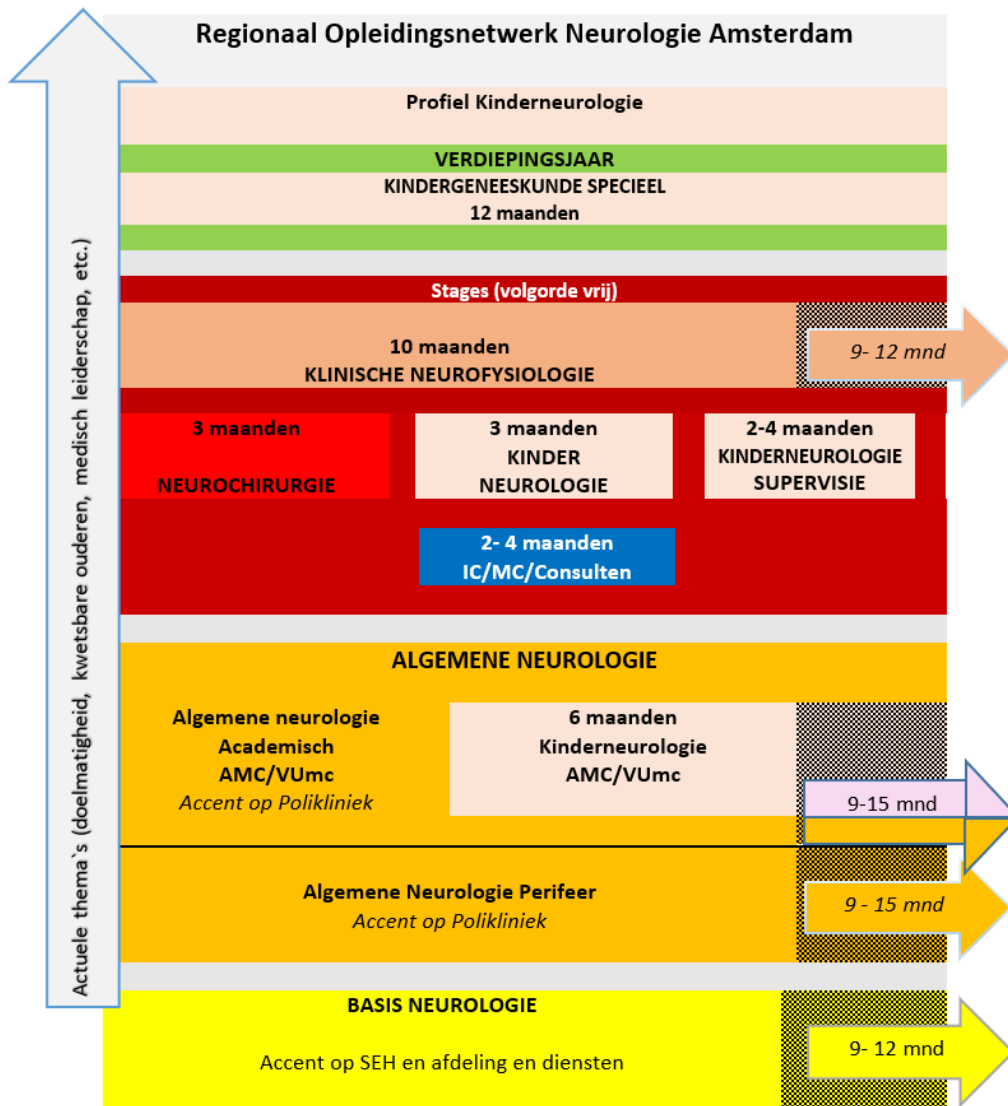 Regionaal Opleidingsnetwerk Neurologie Amsterdam
Actuele thema`s (doelmatigheid, kwetsbare ouderen, medisch leiderschap, etc.)
Profiel Kinderneurologie
VERDIEPINGSJAAR
KINDERGENEESKUNDE SPECIEEL
12 maanden
Stages (volgorde vrij)
10 maanden
KLINISCHE NEUROFYSIOLOGIE
9- 12 mnd
3 maanden
NEUROCHIRURGIE
3 maanden
KINDER
NEUROLOGIE
2-4 maanden
KINDERNEUROLOGIE
SUPERVISIE
2- 4 maanden
IC/MC/Consulten
ALGEMENE NEUROLOGIE
Algemene neurologie
Academisch
AMC/VUmc
Accent op Polikliniek
6 maanden
Kinderneurologie
AMC/VUmc
9-15 mnd
Algemene Neurologie Perifeer
Accent op Polikliniek
9 - 15 mnd
BASIS NEUROLOGIE
Accent op SEH en afdeling en diensten
9- 12 mnd